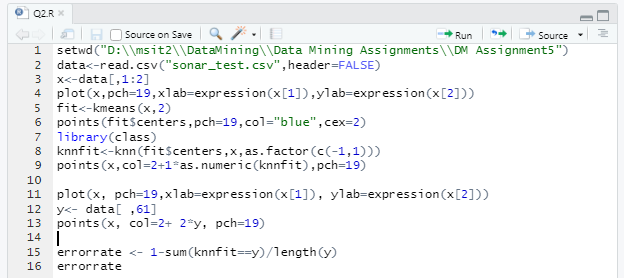 Q2.R
Source on Save
Run
Source
1 setwd("D:\\msit2\\DataMining\\Data Mining Assignments\\DM Assignment5")
2 data<-read.csv("sonar_test.csv",header=FALSE)
3 x<-data[,1:2]
4 plot(x,pch=19,xlab=expression(x[1]),ylab=expression(x[2]))
5 fit<-kmeans(x,2)
6 points(fit$centers,pch=19,col="blue",cex=2)
7 library(class)
8 knnfit<-knn(fit$centers,x,as.factor(c(-1,1)))
9 points(x,col=2+1*as.numeric(knnfit),pch=19)
10
11 plot(x, pch=19,xlab=expression(x[1]), ylab=expression(x[2]))
12 y<- data[ ,61]
13 points(x, col=2+ 2*y, pch=19)
14
15 errorrate <- 1-sum(knnfit==y)/length(y)
16 errorrate